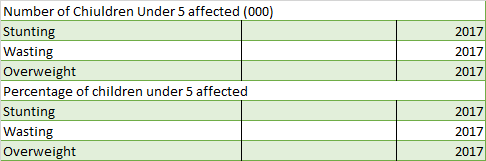 Number of Chiuldren Under 5 affected (000)
Stunting 2017
Wasting 2017
Overweight 2017
Percentage of children under 5 affected
Stunting 2017
Wasting 2017
Overweight 2017